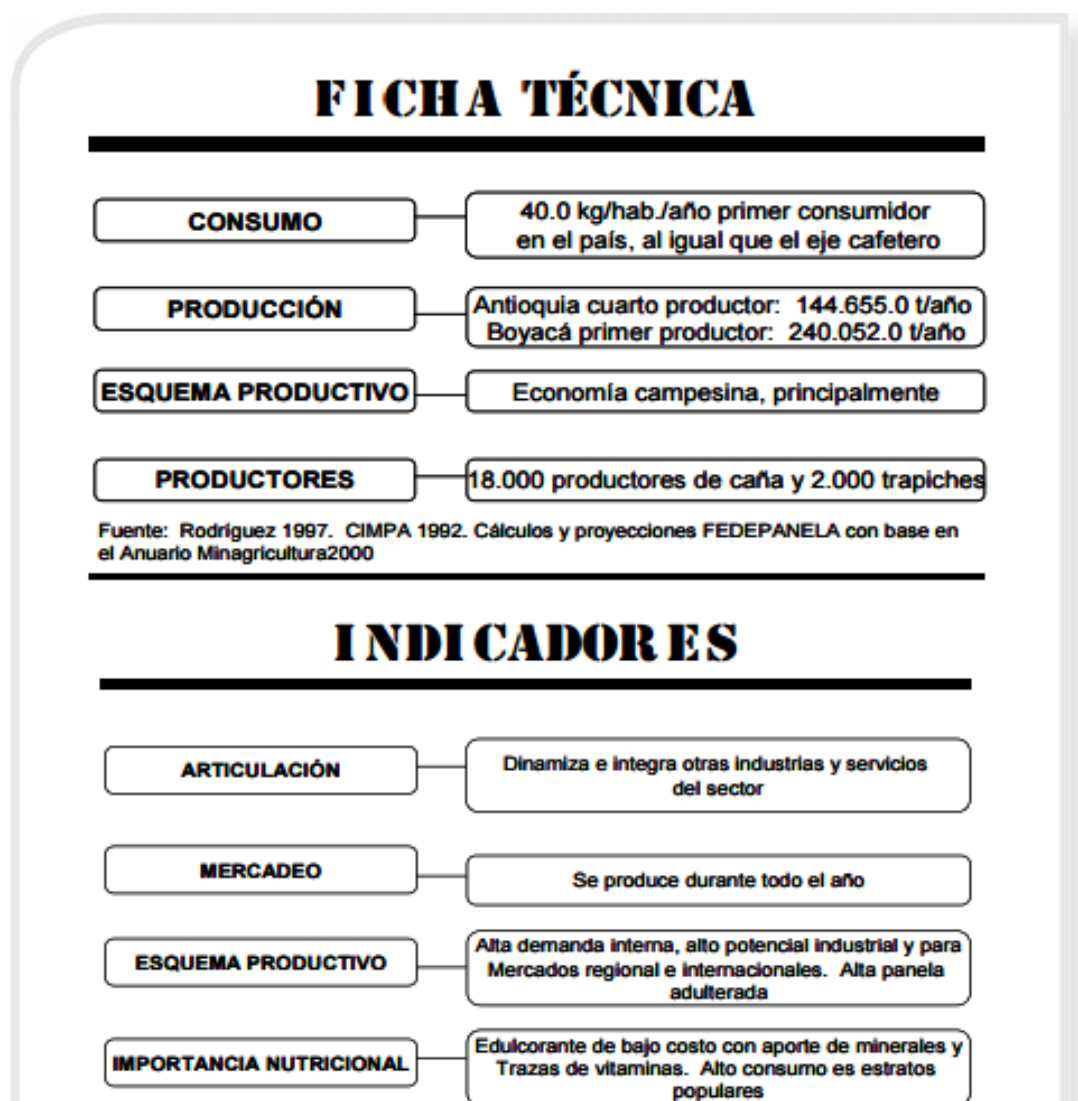 FICHA TÉCNICA
CONSUMO
40.0 kg/hab./año primer consumidor
en el país, al igual que el eje cafetero
PRODUCCIÓN
Antioquia cuarto productor: 144.655.0 t/año
Boyacá primer productor: 240.052.0 t/año
ESQUEMA PRODUCTIVO
Economía campesina, principalmente
PRODUCTORES
18.000 productores de caña y 2.000 trapiches
Fuente: Rodríguez 1997. CIMPA 1992. Cálculos y proyecciones FEDEPANELA con base en
el Anuario Minagricultura2000
INDICADORES
ARTICULACIÓN
Dinamiza e integra otras industrias y servicios
del sector
MERCADEO
Se produce durante todo el año
ESQUEMA PRODUCTIVO
Alta demanda interna, alto potencial industrial y para
Mercados regional e internacionales. Alta panela
adulterada
IMPORTANCIA NUTRICIONAL
Edulcorante de bajo costo con aporte de minerales y
Trazas de vitaminas. Alto consumo es estratos
populares